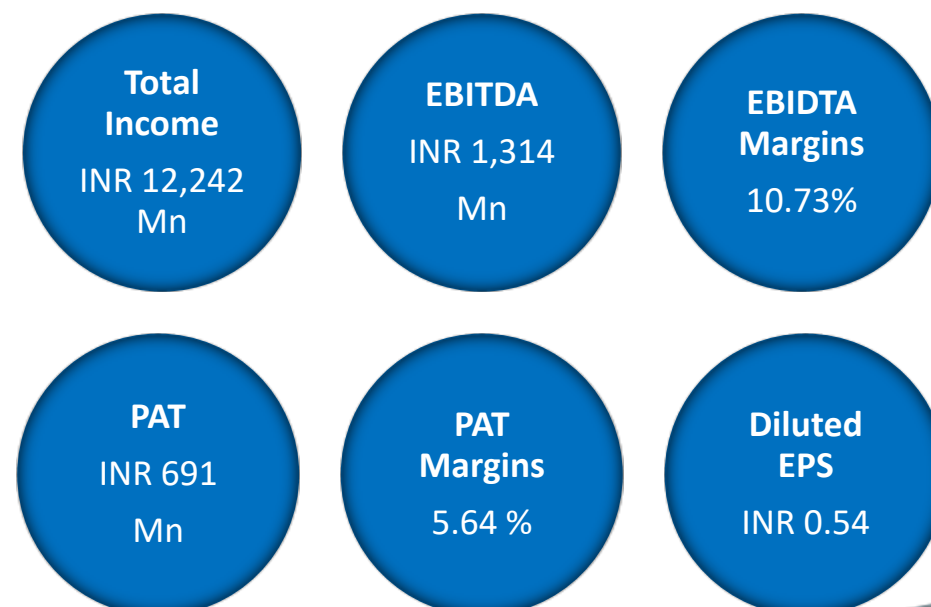 Total
Income
INR 12,242
Mn
EBITDA
INR 1,314
Mn
EBIDTA
Margins
10.73%
PAT
INR 691
Mn
PAT
Margins
5.64 %
Diluted
EPS
INR 0.54